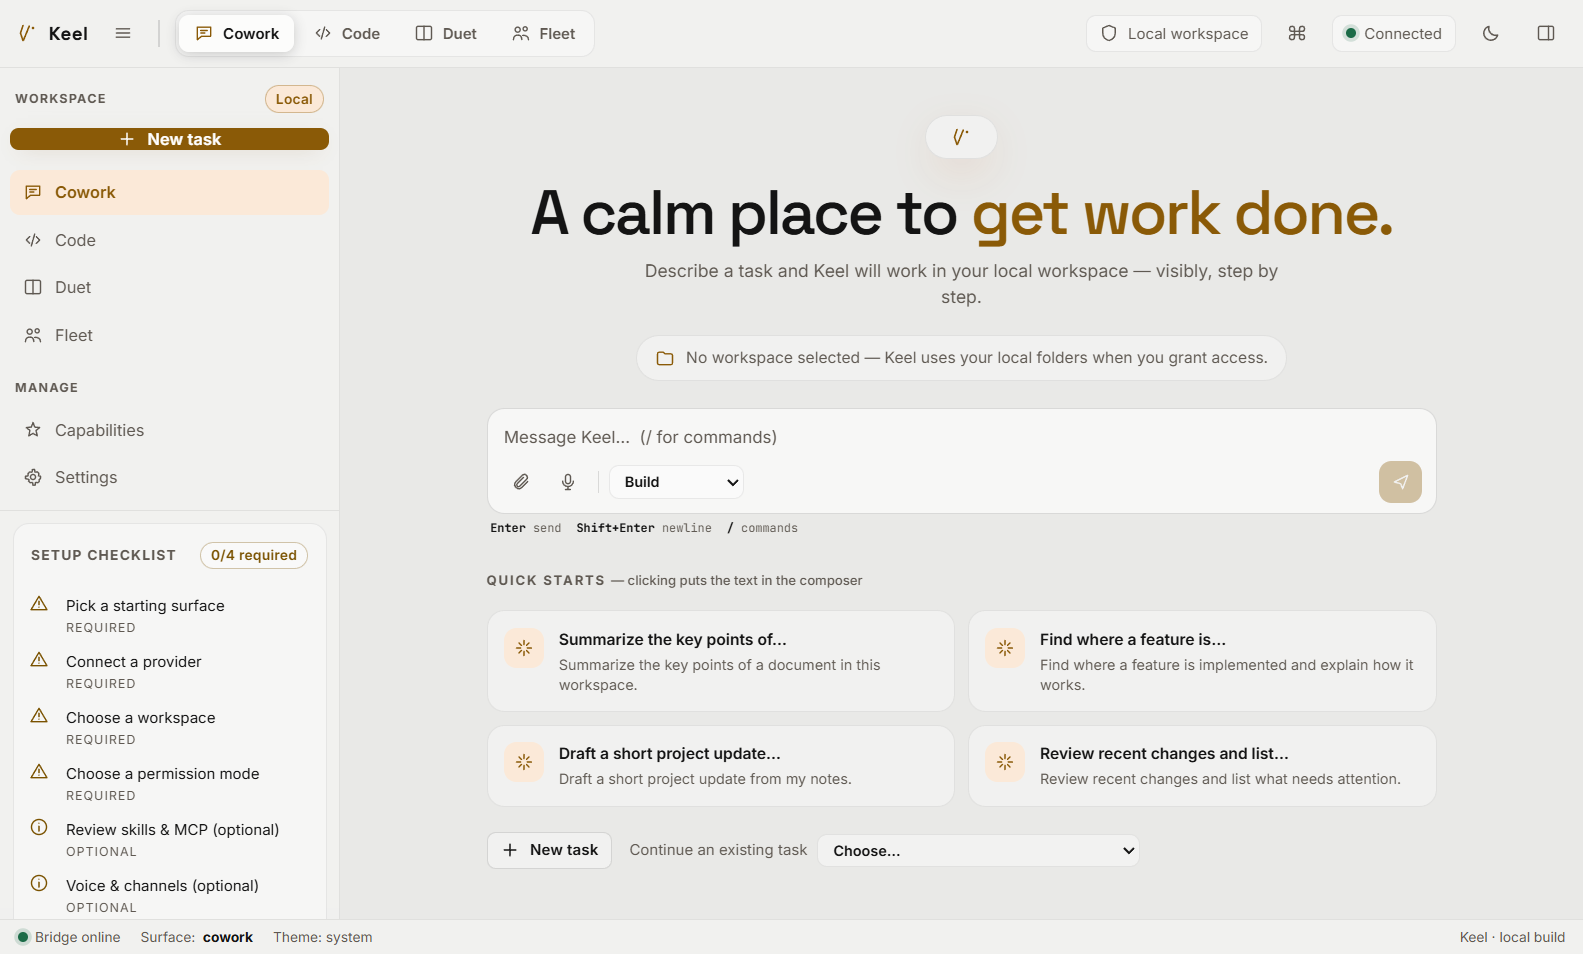 Keel
Cowork
Code
Duet
Fleet
Local workspace
Connected
WORKSPACE
Local
New task
Cowork
Code
Duet
Fleet
MANAGE
Capabilities
Settings
SETUP CHECKLIST
0/4 required
Pick a starting surface
REQUIRED
Connect a provider
REQUIRED
Choose a workspace
REQUIRED
Choose a permission mode
REQUIRED
Review skills & MCP (optional)
OPTIONAL
Voice & channels (optional)
OPTIONAL
A calm place to get work done.
Describe a task and Keel will work in your local workspace — visibly, step by
step.
No workspace selected — Keel uses your local folders when you grant access.
Message Keel... (/ for commands)
Build
Enter send Shift+Enter newline / commands
QUICK STARTS — clicking puts the text in the composer
Summarize the key points of...
Summarize the key points of a document in this
workspace.
Find where a feature is...
Find where a feature is implemented and explain how it
works.
Draft a short project update...
Draft a short project update from my notes.
Review recent changes and list...
Review recent changes and list what needs attention.
New task
Continue an existing task
Choose...
Bridge online
Surface: cowork
Theme: system
Keel · local build